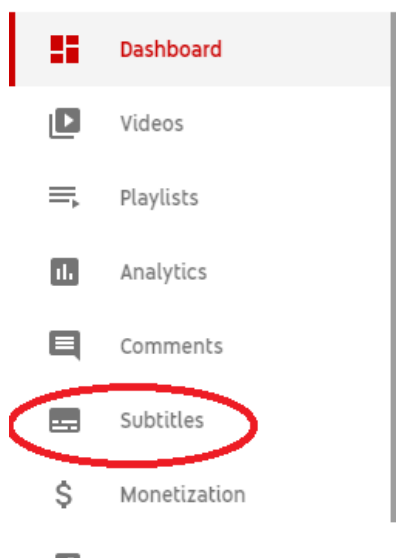 Dashboard
Videos
Playlists
Analytics
Comments
Subtitles
Monetization